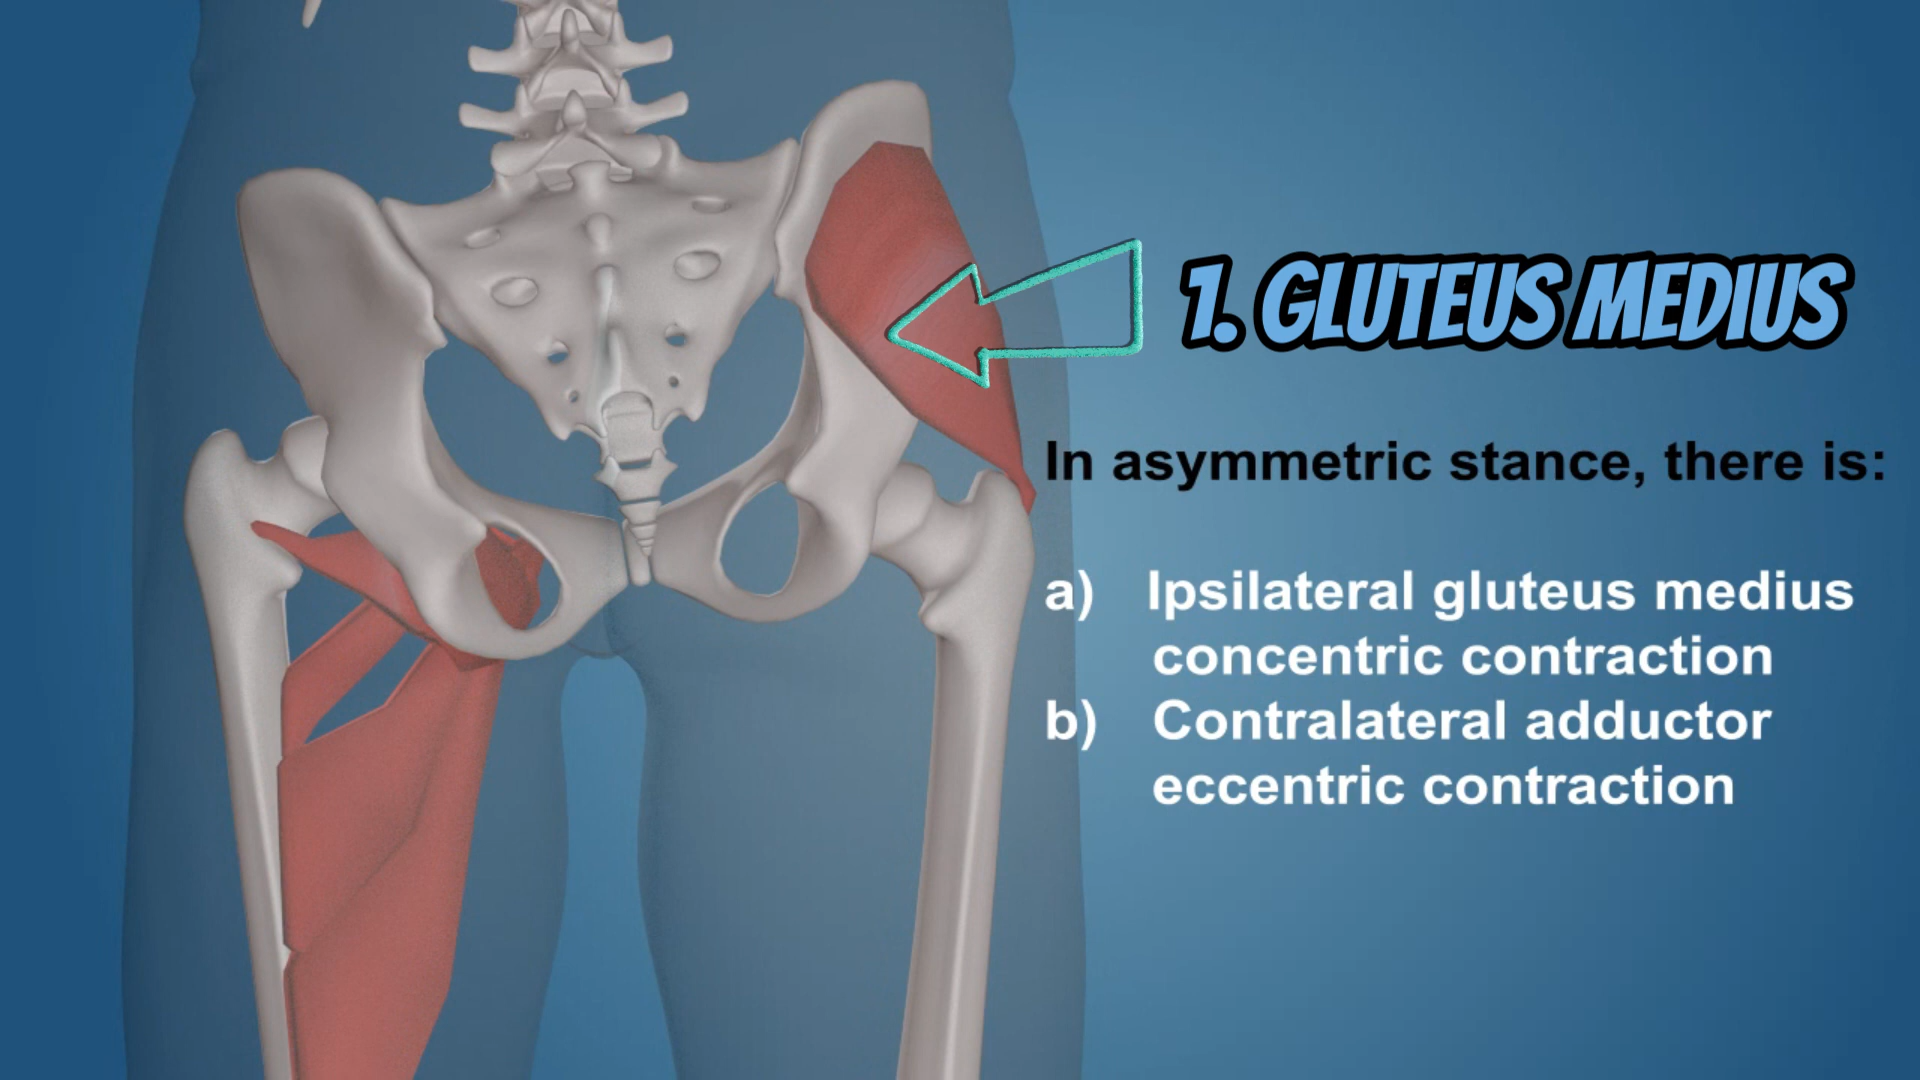 1. GLUTEUS MEDIUS
In asymmetric stance, there is:
a) Ipsilateral gluteus medius
concentric contraction
b) Contralateral adductor
eccentric contraction